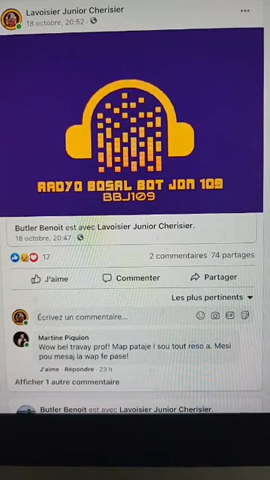 Lavoisier Junior Cherisier
18 octobre, 20:52 ·
RADYO BOSAL BOT JON 109
BBJ109
Butler Benoit est avec Lavoisier Junior Cherisier.
18 octobre, 20:47 ·
17
2 commentaires 74 partages
J'aime
Commenter
Partager
Les plus pertinents
Écrivez un commentaire...
Martine Piquion
Wow bel travay prof! Map pataje l sou tout reso a. Mesi
pou mesaj la wap fe pase!
J'aime · Répondre · 23 h
Afficher 1 autre commentaire
Butler Benoit est avec Lavoisier Junior Cherisier.